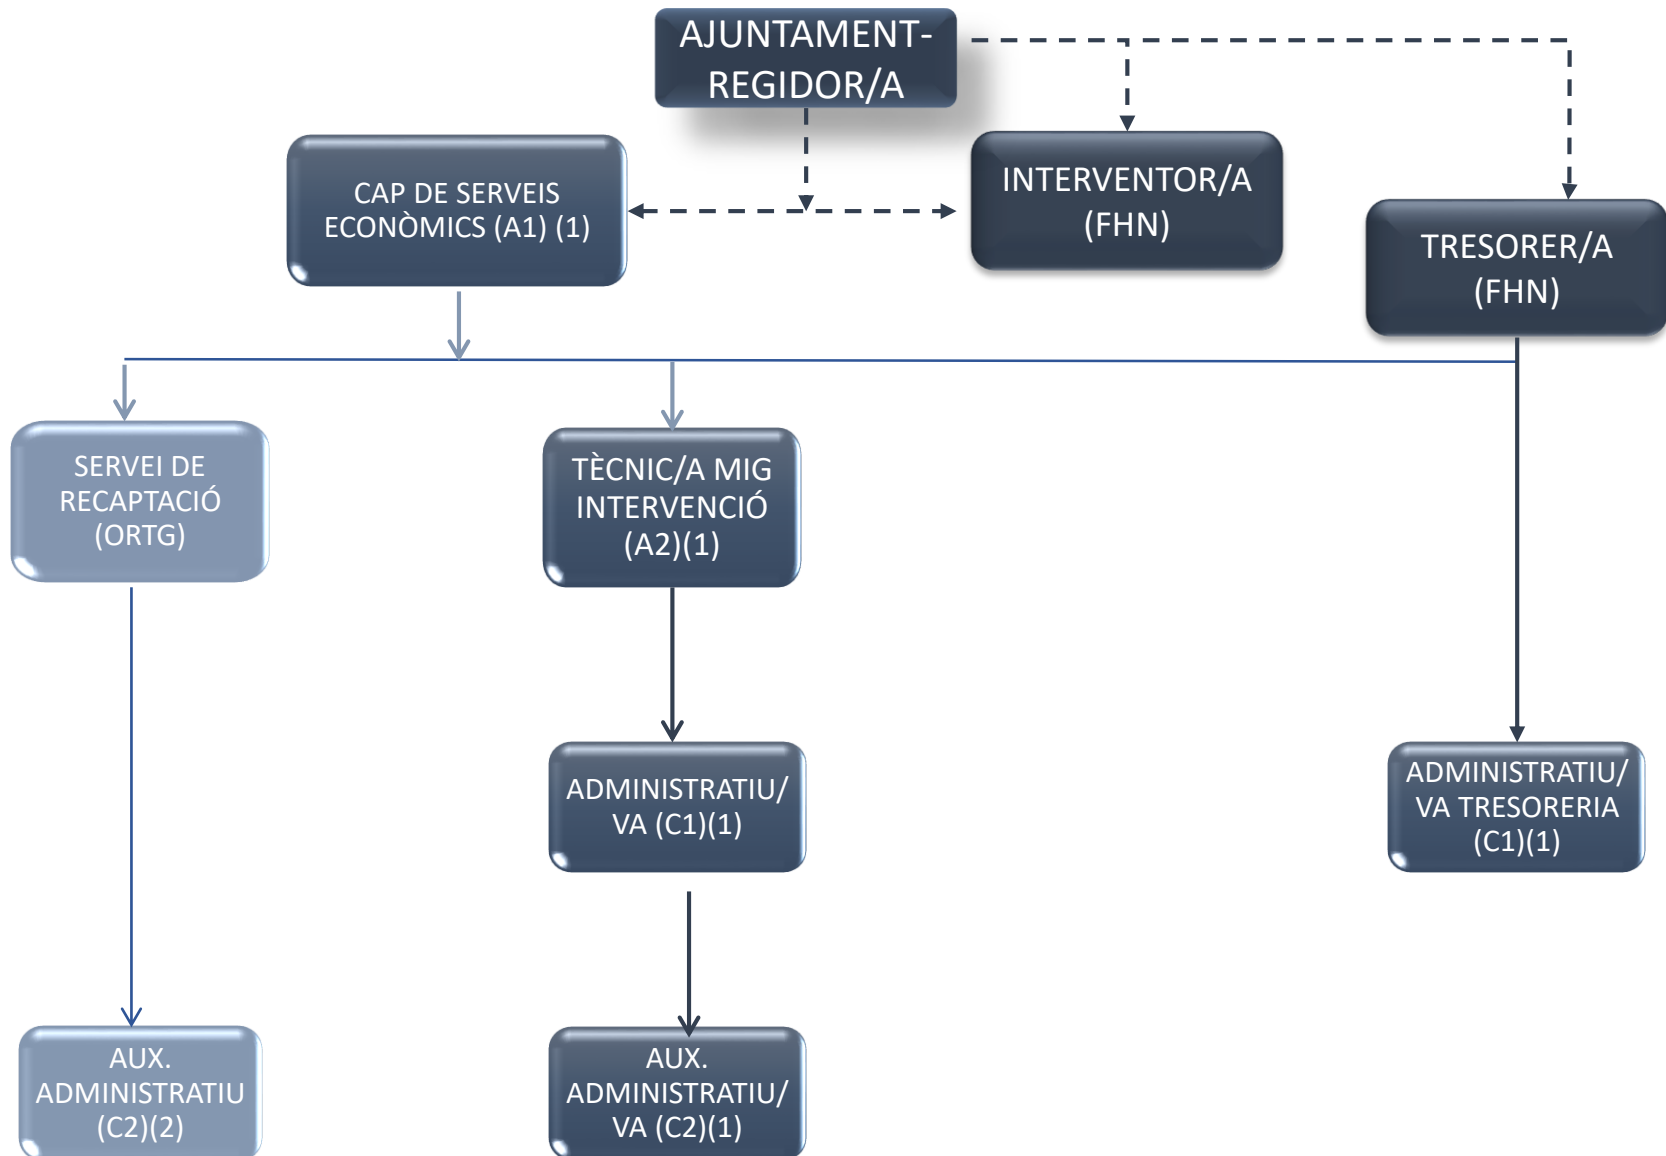 AJUNTAMENT-
REGIDOR/A
CAP DE SERVEIS
ECONÒMICS (A1) (1)
INTERVENTOR/A
(FHN)
TRESORER/A
(FHN)
SERVEI DE
RECAPTACIÓ
(ORTG)
TÈCNIC/A MIG
INTERVENCIÓ
(A2)(1)
ADMINISTRATIU/
VA (C1)(1)
ADMINISTRATIU/
VA TRESORERIA
(C1)(1)
AUX.
ADMINISTRATIU
(C2)(2)
AUX.
ADMINISTRATIU/
VA (C2)(1)